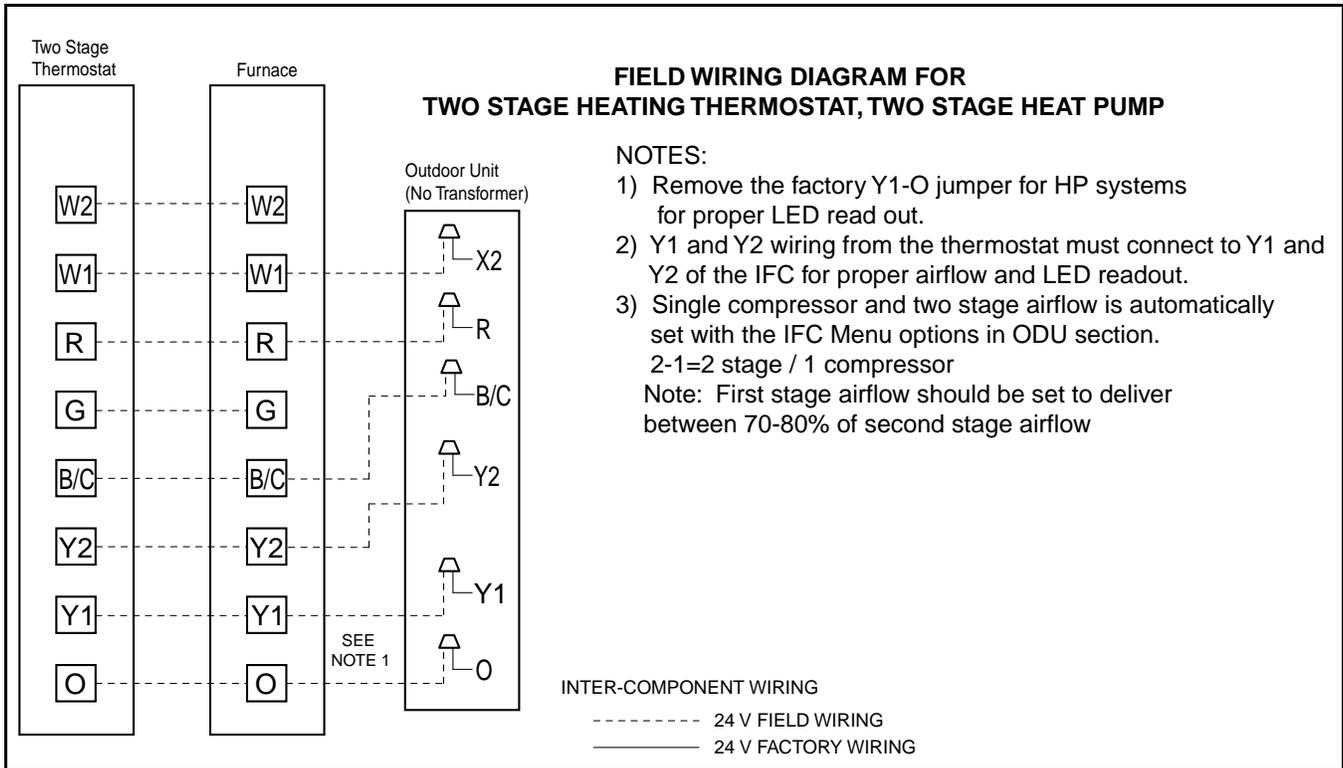 Two Stage
Thermostat
Furnace
FIELD WIRING DIAGRAM FOR
TWO STAGE HEATING THERMOSTAT, TWO STAGE HEAT PUMP
Outdoor Unit
(No Transformer)
W2
W2
W1
W1
X2
R
R
R
G
G
B/C
B/C
B/C
Y2
Y2
Y2
Y1
Y1
Y1
SEE
NOTE 1
O
O
O
NOTES:
1) Remove the factory Y1-O jumper for HP systems
for proper LED read out.
2) Y1 and Y2 wiring from the thermostat must connect to Y1 and
Y2 of the IFC for proper airflow and LED readout.
3) Single compressor and two stage airflow is automatically
set with the IFC Menu options in ODU section.
2-1=2 stage / 1 compressor
Note: First stage airflow should be set to deliver
between 70-80% of second stage airflow
INTER-COMPONENT WIRING
24 V FIELD WIRING
24 V FACTORY WIRING